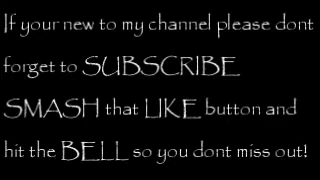 If your new to my channel please dont
forget to SUBSCRIBE
SMASH that LIKE button and
hit the BELL so you dont miss out!